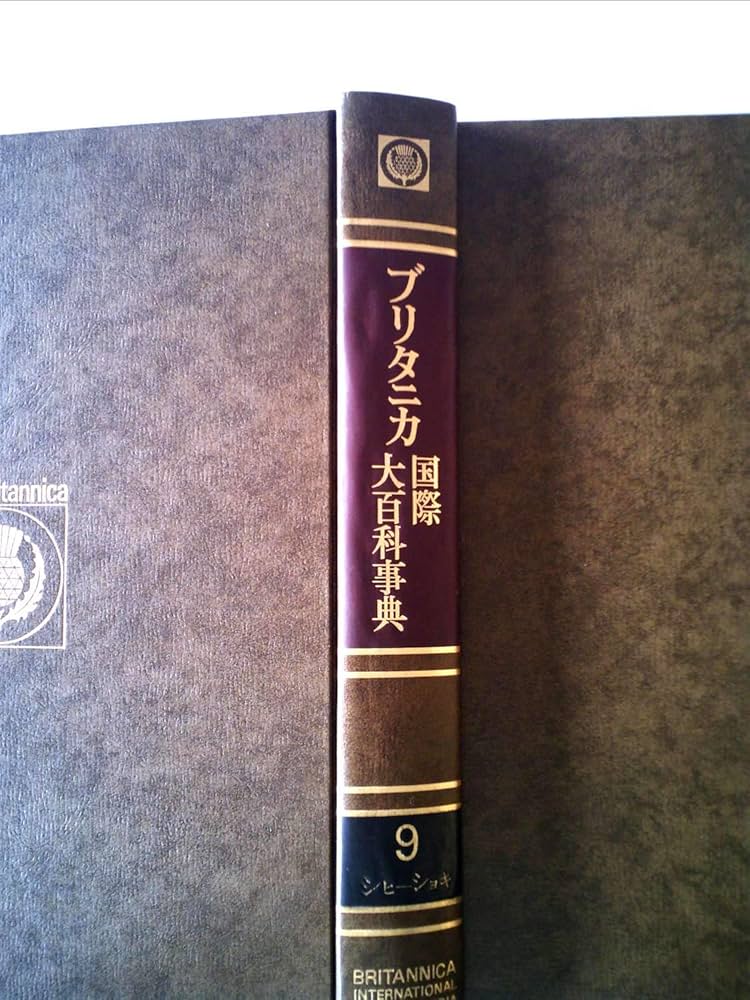 ブリタニカ
国際
大百科事典
9
シヒーショキ
BRITANNICA
INTERNATIONAL
tannica